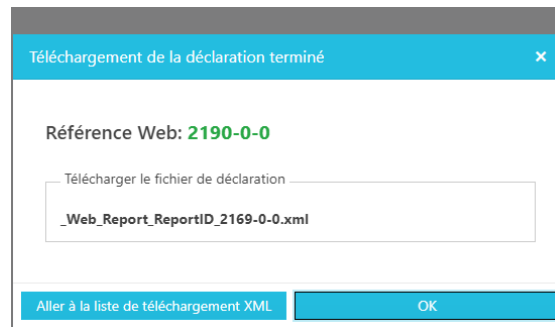 Téléchargement de la déclaration terminé ×
Référence Web: 2190-0-0
Télécharger le fichier de déclaration
_Web_Report_ReportID_2169-0-0.xml
Aller à la liste de téléchargement XML OK